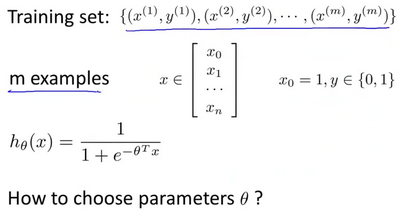 Training set: {(x^{(1)}, y^{(1)}), (x^{(2)}, y^{(2)}), ⋯ , (x^{(m)}, y^{(m)})}
m examples x ∈ [x_0 x_1 ... x_n] x_0 = 1, y ∈ {0, 1}
h_θ(x) = 1 / (1 + e^{-θ^T x})
How to choose parameters θ ?